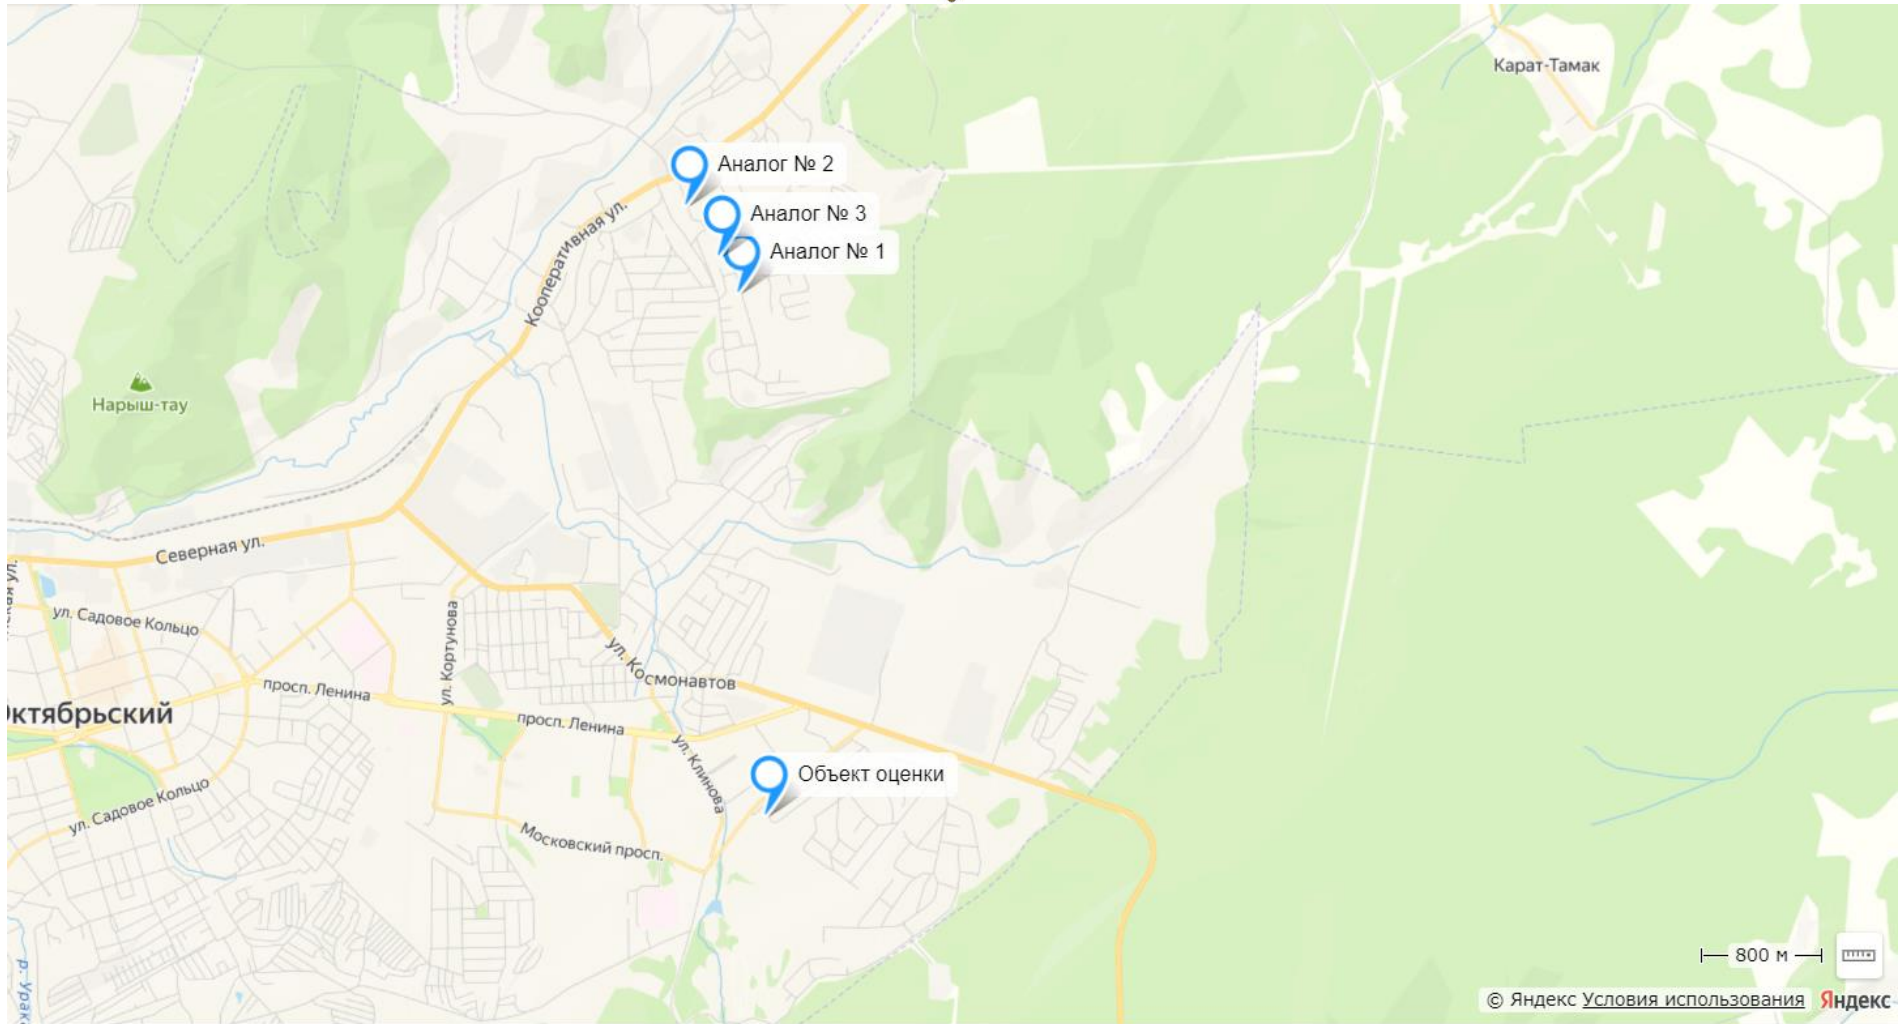 Карат-Тамак
Аналог № 2
Аналог № 3
Аналог № 1
Кооперативная ул.
Нарыш-тау
Северная ул.
ул. Садовое Кольцо
ул. Кортунова
ул. Космонавтов
просп. Ленина
просп. Ленина
ктябрьский
ул. Клинова
Объект оценки
ул. Садовое Кольцо
Московский просп.
800 м
р. Урак
© Яндекс Условия использования Яндекс